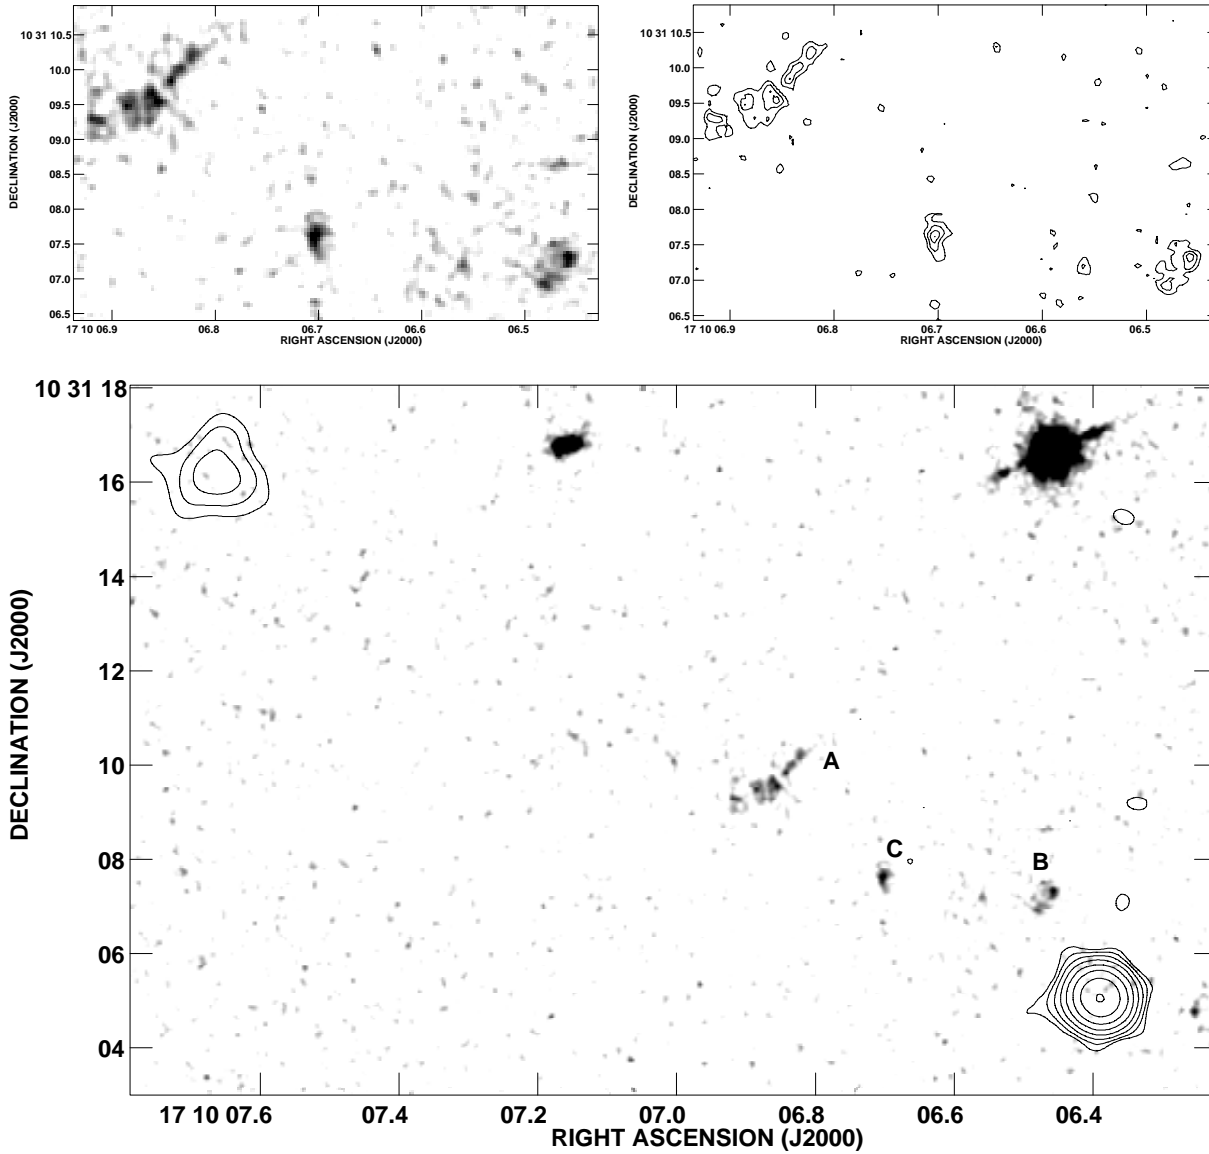 10 31 10.5
10.0
09.5
09.0
08.5
08.0
07.5
07.0
06.5
DECLINATION (J2000)
17 10 06.9 06.8 06.7 06.6 06.5
RIGHT ASCENSION (J2000)
10 31 10.5
10.0
09.5
09.0
08.5
08.0
07.5
07.0
06.5
DECLINATION (J2000)
17 10 06.9 06.8 06.7 06.6 06.5
RIGHT ASCENSION (J2000)
10 31 18
16
14
12
10
08
06
04
DECLINATION (J2000)
A
C
B
17 10 07.6 07.4 07.2 07.0 06.8 06.6 06.4
RIGHT ASCENSION (J2000)